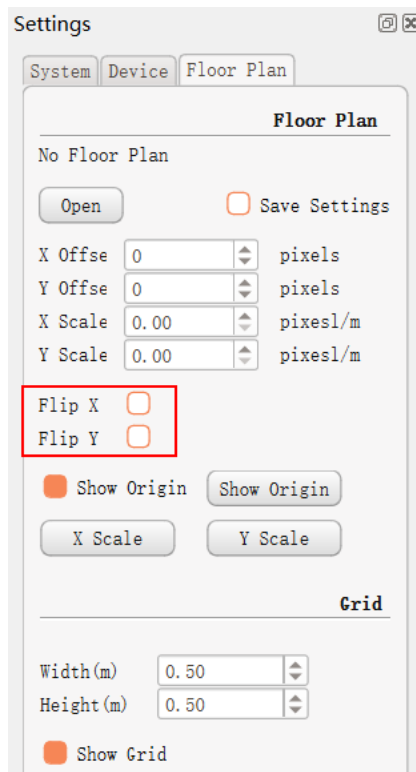 Settings
System Device Floor Plan
Floor Plan
No Floor Plan
Open Save Settings
X Offse 0 pixels
Y Offse 0 pixels
X Scale 0.00 pixesl/m
Y Scale 0.00 pixesl/m
Flip X
Flip Y
Show Origin Show Origin
X Scale Y Scale
Grid
Width(m) 0.50
Height(m) 0.50
Show Grid